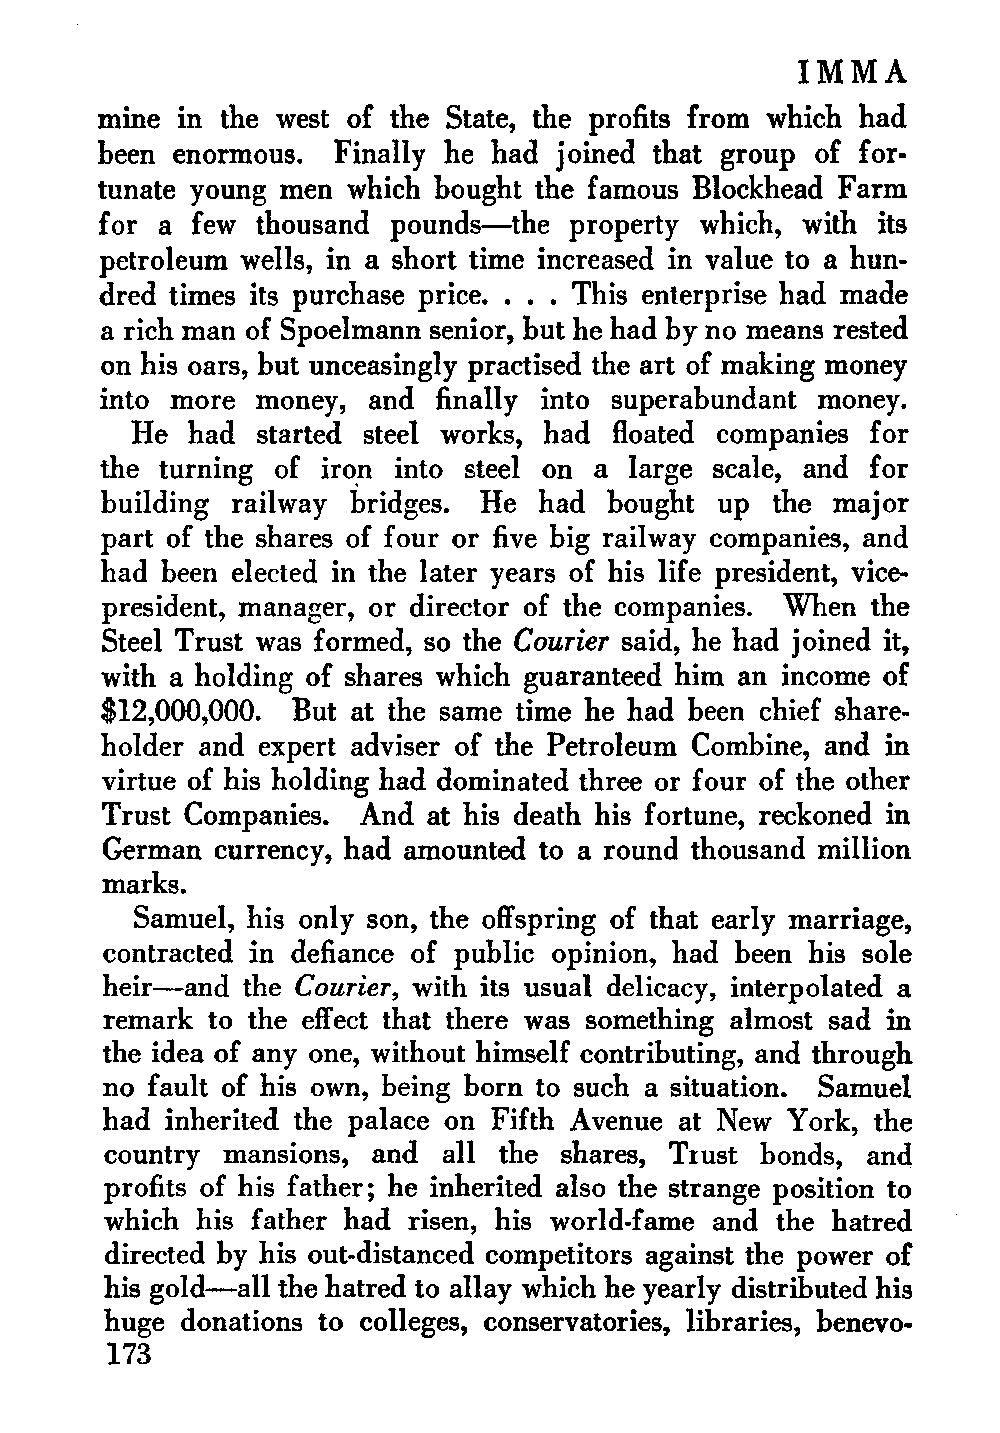 IMMA
mine in the west of the State, the profits from which had
been enormous. Finally he had joined that group of for-
tunate young men which bought the famous Blockhead Farm
for a few thousand pounds—the property which, with its
petroleum wells, in a short time increased in value to a hun-
dred times its purchase price. . . . This enterprise had made
a rich man of Spoelmann senior, but he had by no means rested
on his oars, but unceasingly practised the art of making money
into more money, and finally into superabundant money.
He had started steel works, had floated companies for
the turning of iron into steel on a large scale, and for
building railway bridges. He had bought up the major
part of the shares of four or five big railway companies, and
had been elected in the later years of his life president, vice-
president, manager, or director of the companies. When the
Steel Trust was formed, so the Courier said, he had joined it,
with a holding of shares which guaranteed him an income of
$12,000,000. But at the same time he had been chief share-
holder and expert adviser of the Petroleum Combine, and in
virtue of his holding had dominated three or four of the other
Trust Companies. And at his death his fortune, reckoned in
German currency, had amounted to a round thousand million
marks.
Samuel, his only son, the offspring of that early marriage,
contracted in defiance of public opinion, had been his sole
heir—and the Courier, with its usual delicacy, interpolated a
remark to the effect that there was something almost sad in
the idea of any one, without himself contributing, and through
no fault of his own, being born to such a situation. Samuel
had inherited the palace on Fifth Avenue at New York, the
country mansions, and all the shares, Trust bonds, and
profits of his father; he inherited also the strange position to
which his father had risen, his world-fame and the hatred
directed by his out-distanced competitors against the power of
his gold—all the hatred to allay which he yearly distributed his
huge donations to colleges, conservatories, libraries, benevo-
173